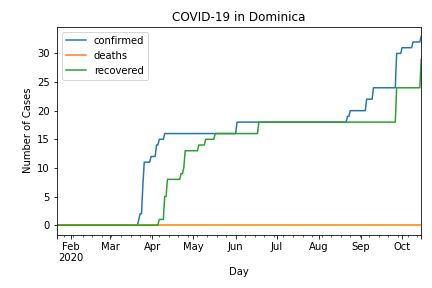 COVID-19 in Dominica
confirmed
deaths
recovered
Number of Cases
30
25
20
15
10
5
0
Feb Mar Apr May Jun Jul Aug Sep Oct
2020
Day